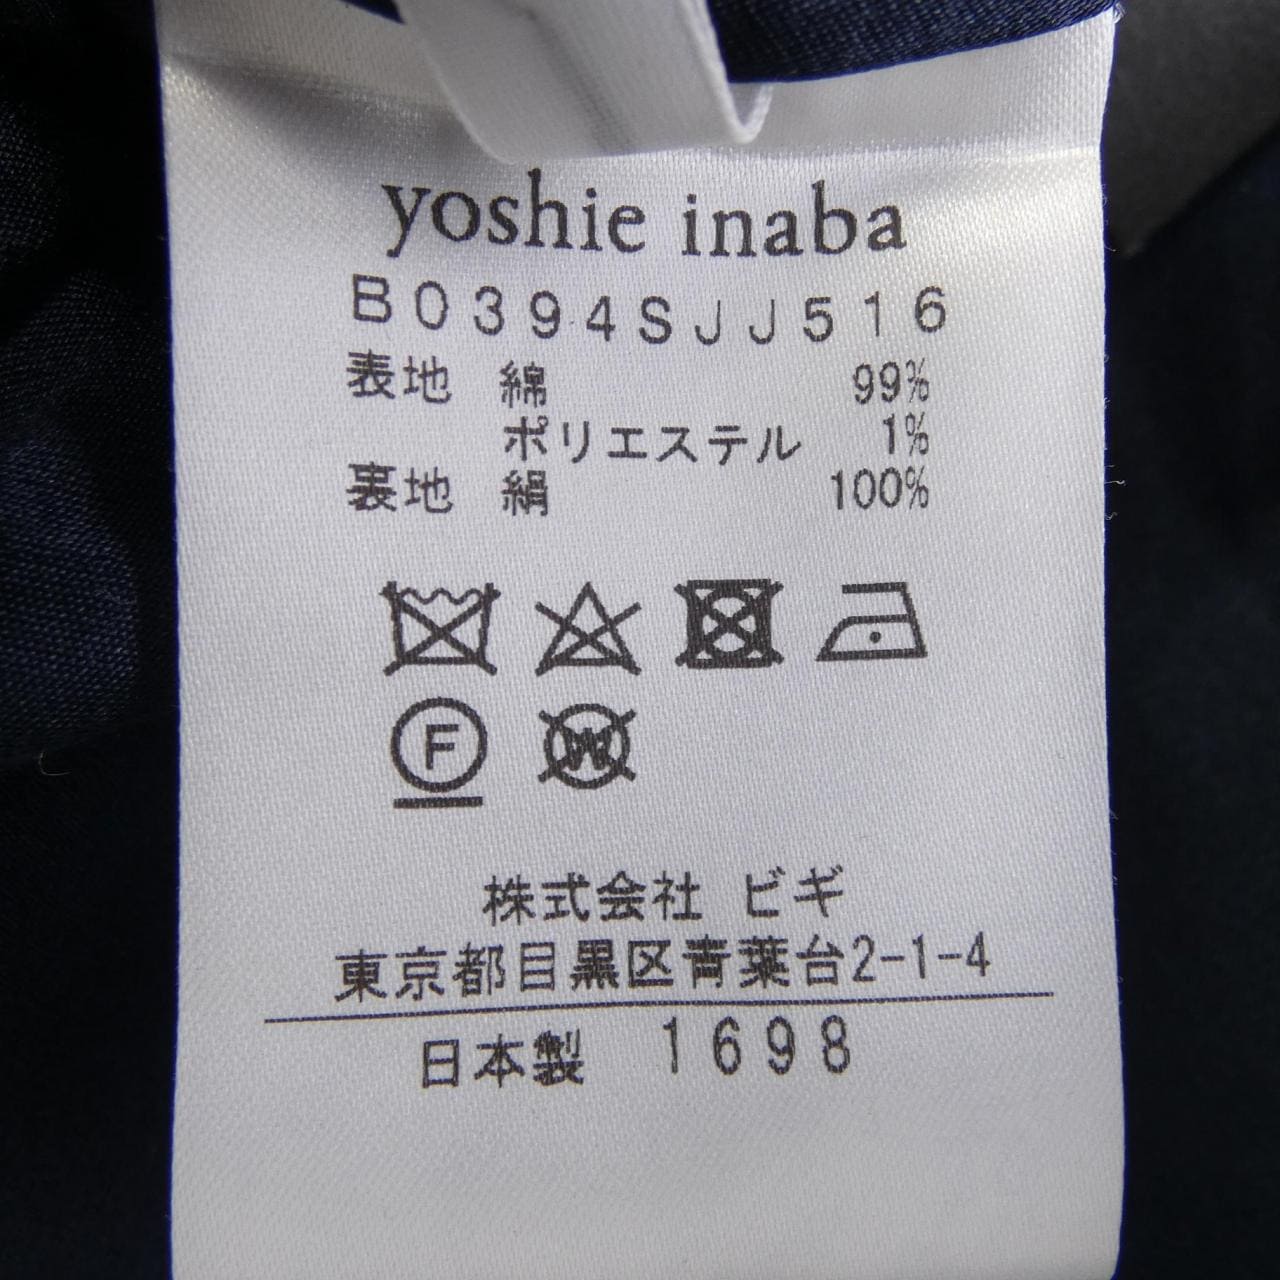 yoshie inaba
B0394SJJ516
表地 綿 99%
ポリエステル 1%
裏地 絹 100%
F W
株式会社 ビギ
東京都目黒区青葉台2-1-4
日本製 1698